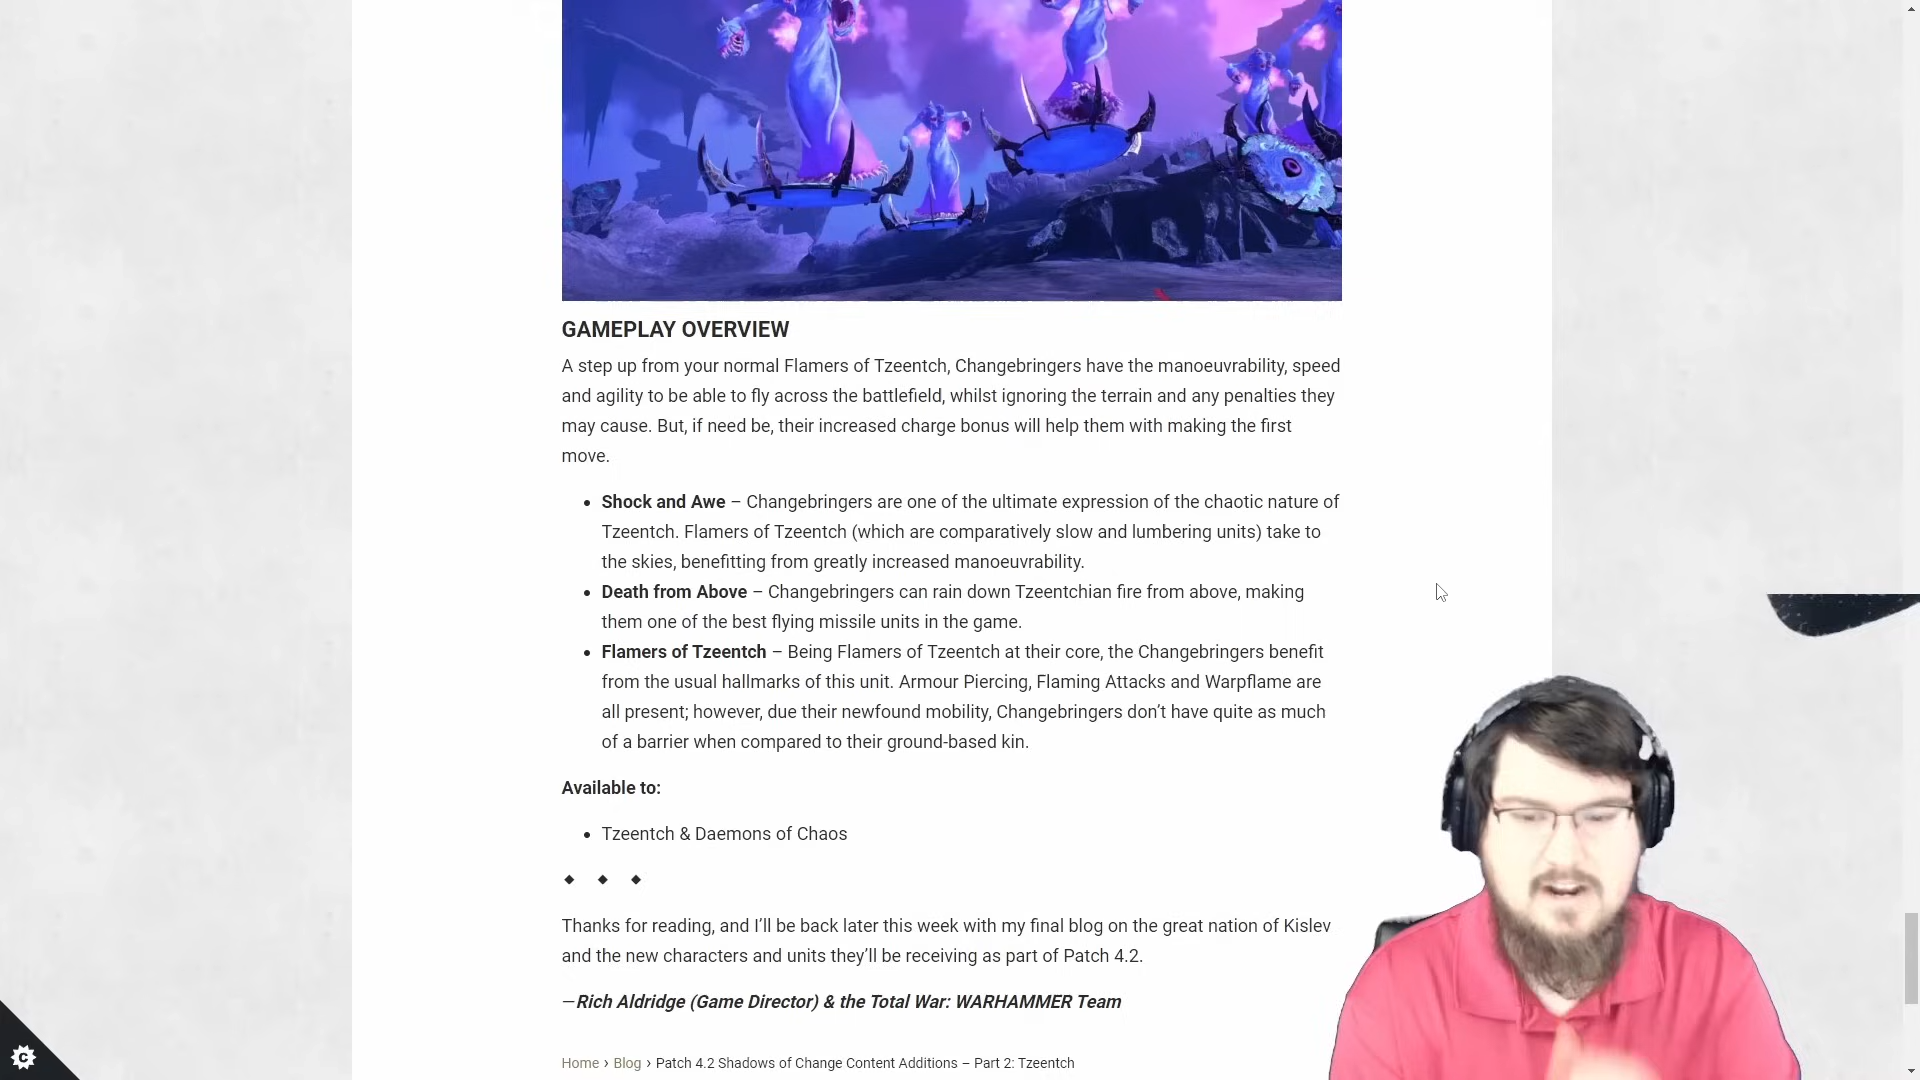 GAMEPLAY OVERVIEW
A step up from your normal Flamers of Tzeentch, Changebringers have the manoeuvrability, speed
and agility to be able to fly across the battlefield, whilst ignoring the terrain and any penalties they
may cause. But, if need be, their increased charge bonus will help them with making the first
move.
• Shock and Awe – Changebringers are one of the ultimate expression of the chaotic nature of
Tzeentch. Flamers of Tzeentch (which are comparatively slow and lumbering units) take to
the skies, benefitting from greatly increased manoeuvrability.
• Death from Above – Changebringers can rain down Tzeentchian fire from above, making
them one of the best flying missile units in the game.
• Flamers of Tzeentch – Being Flamers of Tzeentch at their core, the Changebringers benefit
from the usual hallmarks of this unit. Armour Piercing, Flaming Attacks and Warpflame are
all present; however, due their newfound mobility, Changebringers don't have quite as much
of a barrier when compared to their ground-based kin.
Available to:
• Tzeentch & Daemons of Chaos
Thanks for reading, and I'll be back later this week with my final blog on the great nation of Kislev
and the new characters and units they'll be receiving as part of Patch 4.2.
—Rich Aldridge (Game Director) & the Total War: WARHAMMER Team
Home › Blog › Patch 4.2 Shadows of Change Content Additions – Part 2: Tzeentch